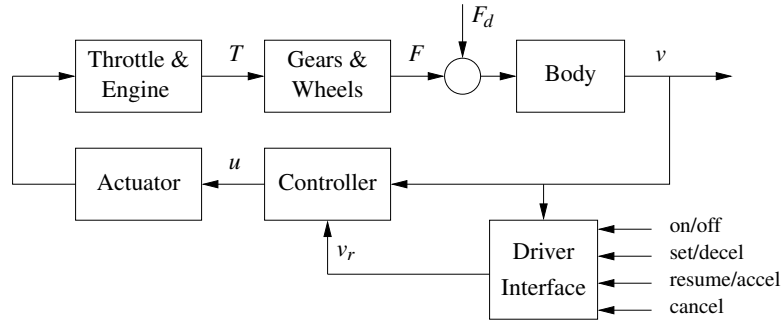 F_d
Throttle &
Engine
T
Gears &
Wheels
F
Body
v
Actuator
u
Controller
v_r
Driver
Interface
on/off
set/decel
resume/accel
cancel